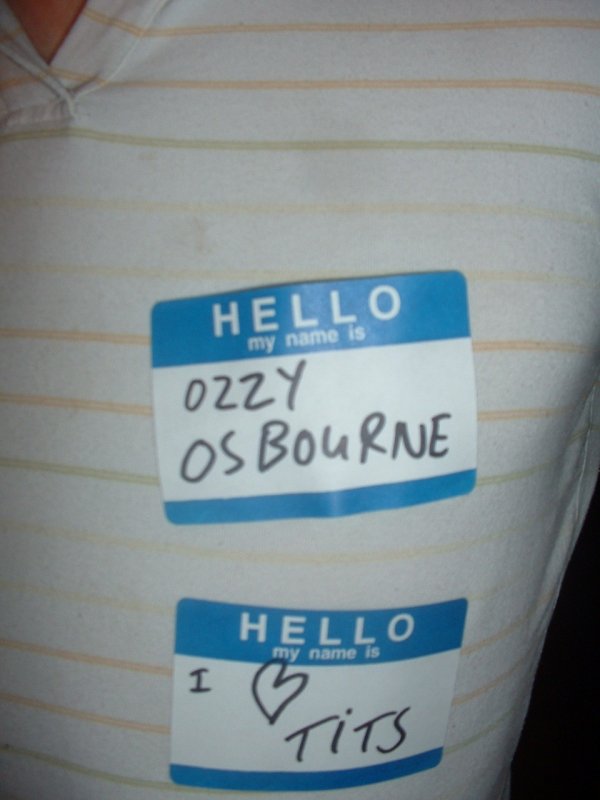 HELLO
my name is
OZZY
OSBOURNE
HELLO
my name is
I ♡
TiTS